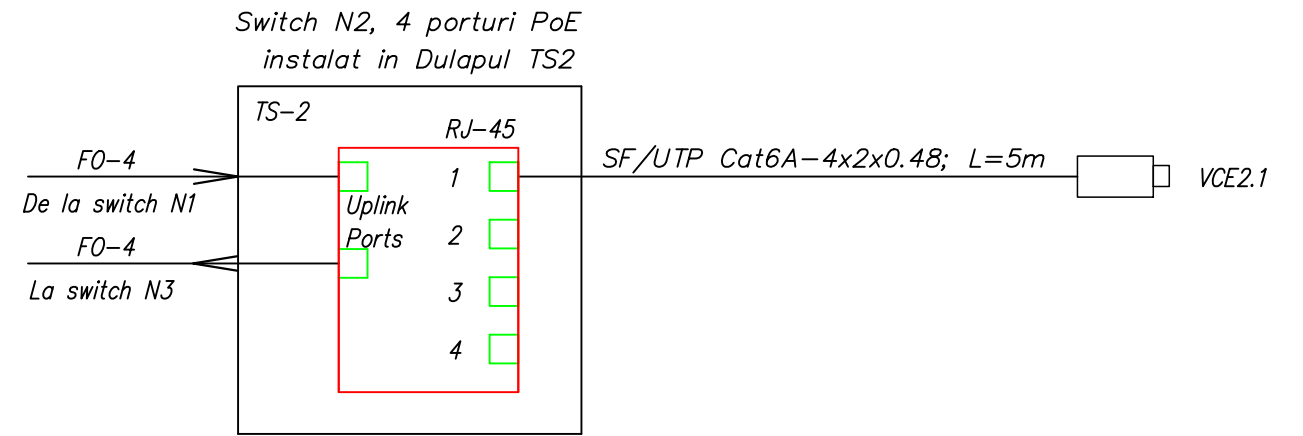 Switch N2, 4 porturi PoE
instalat in Dulapul TS2
TS-2
RJ-45
FO-4
De la switch N1
FO-4
La switch N3
Uplink
Ports
1
2
3
4
SF/UTP Cat6A-4x2x0.48; L=5m
VCE2.1